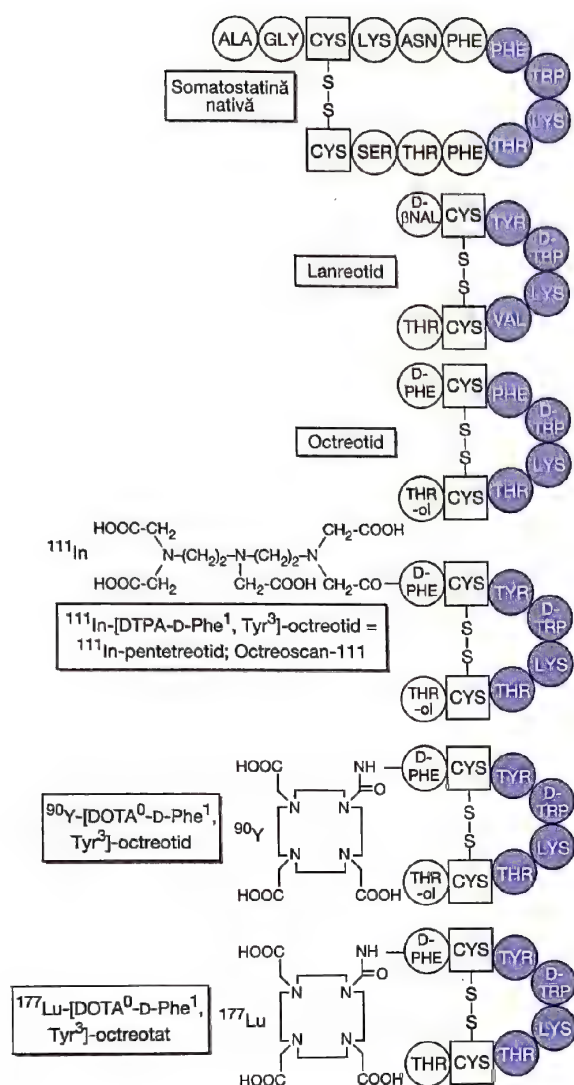 ALA GLY CYS LYS ASN PHE PHE TRP LYS THR
S
S
CYS SER THR PHE
Somatostatină
nativă
D-
βNAL CYS TYR D-
TRP
LYS
S
S
THR CYS VAL
Lanreotid
D-
PHE CYS PHE D-
TRP
LYS
S
S
THR
-ol CYS THR
Octreotid
¹¹¹In
HOOC-CH₂ CH₂-COOH
N-(CH₂)₂-N-(CH₂)₂-N
HOOC-CH₂ CH₂-COOH CH₂-CO
D-
PHE CYS TYR D-
TRP
LYS
S
S
THR
-ol CYS THR
¹¹¹In-[DTPA-D-Phe¹, Tyr³]-octreotid =
¹¹¹In-pentetreotid; Octreoscan-111
⁹⁰Y-[DOTA⁰-D-Phe¹,
Tyr³]-octreotid
HOOC NH
O
N N
⁹⁰Y
N N
HOOC COOH
D-
PHE CYS TYR D-
TRP
LYS
S
S
THR
-ol CYS THR
¹⁷⁷Lu-[DOTA⁰-D-Phe¹,
Tyr³]-octreotat
HOOC NH
O
N N
¹⁷⁷Lu
N N
HOOC COOH
D-
PHE CYS TYR D-
TRP
LYS
S
S
THR CYS THR